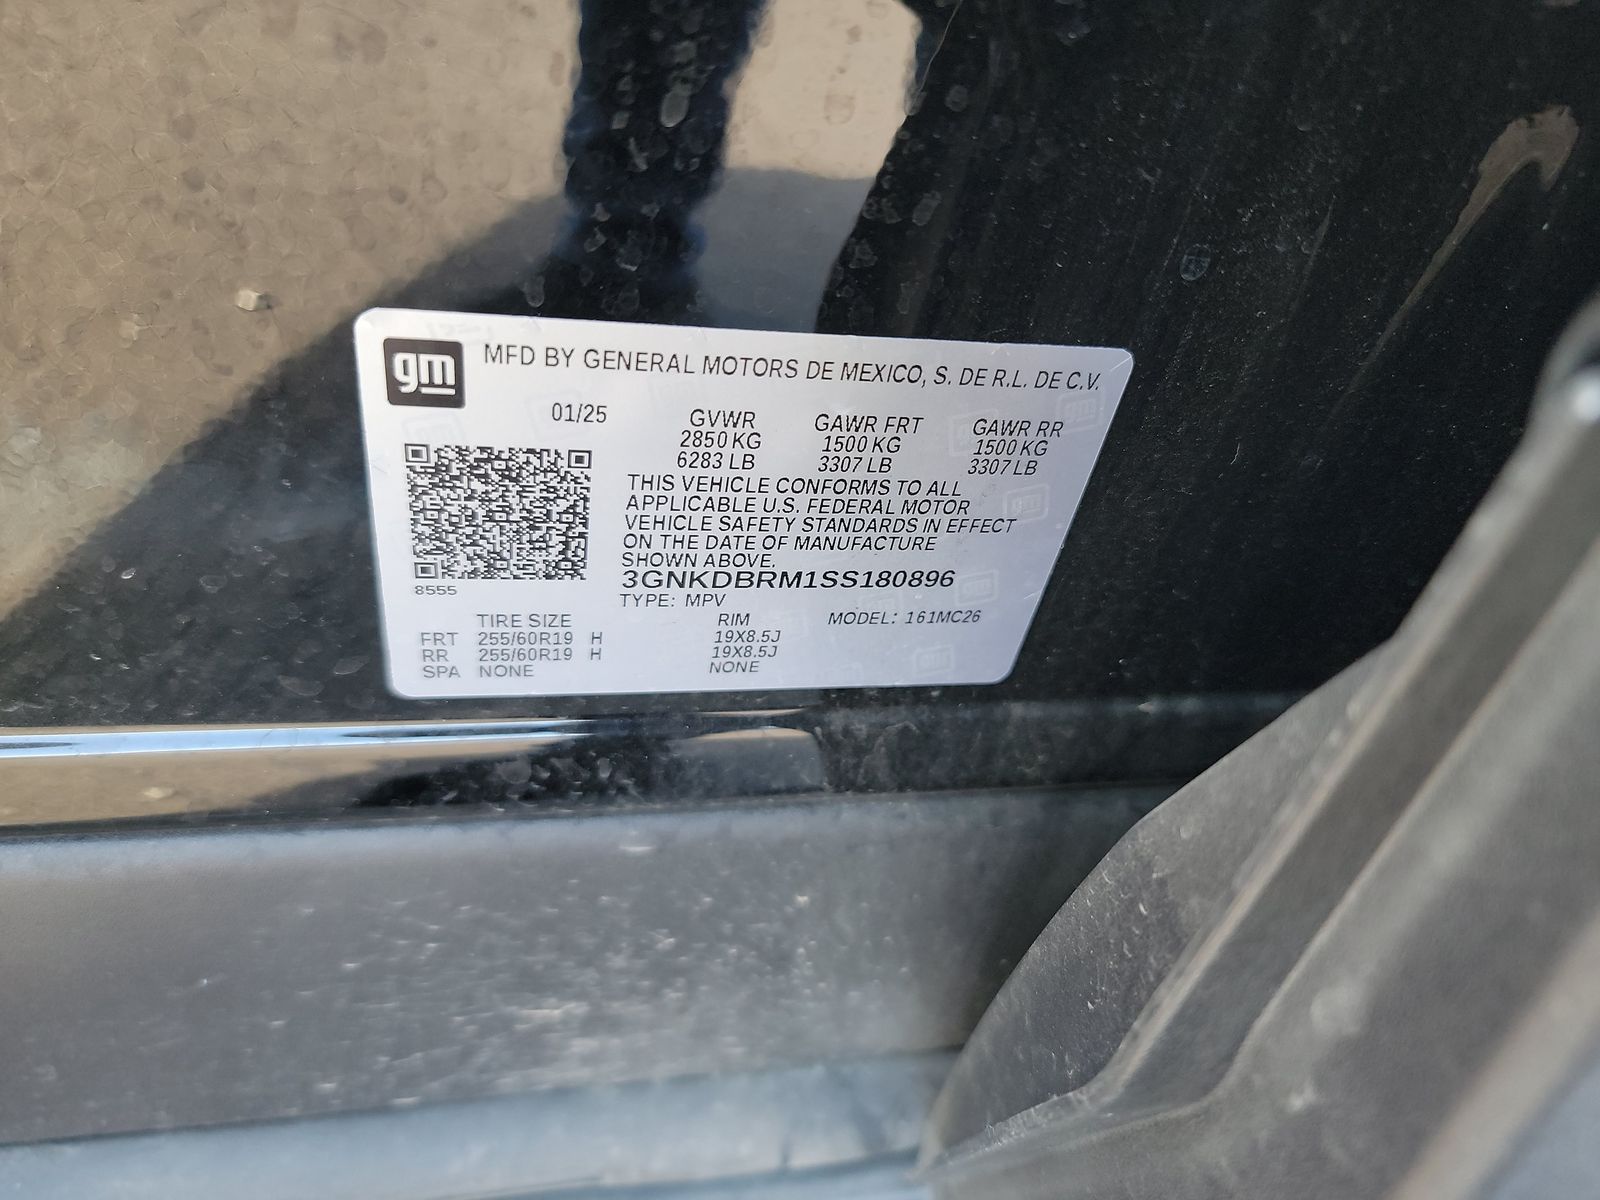 gm MFD BY GENERAL MOTORS DE MEXICO, S. DE R.L. DE C.V.
01/25 GVWR GAWR FRT GAWR RR
2850 KG 1500 KG 1500 KG
6283 LB 3307 LB 3307 LB
THIS VEHICLE CONFORMS TO ALL
APPLICABLE U.S. FEDERAL MOTOR
VEHICLE SAFETY STANDARDS IN EFFECT
ON THE DATE OF MANUFACTURE
SHOWN ABOVE.
3GNKDBRM1SS180896
8555
TYPE: MPV
TIRE SIZE RIM MODEL: 161MC26
FRT 255/60R19 H 19X8.5J
RR 255/60R19 H 19X8.5J
SPA NONE NONE